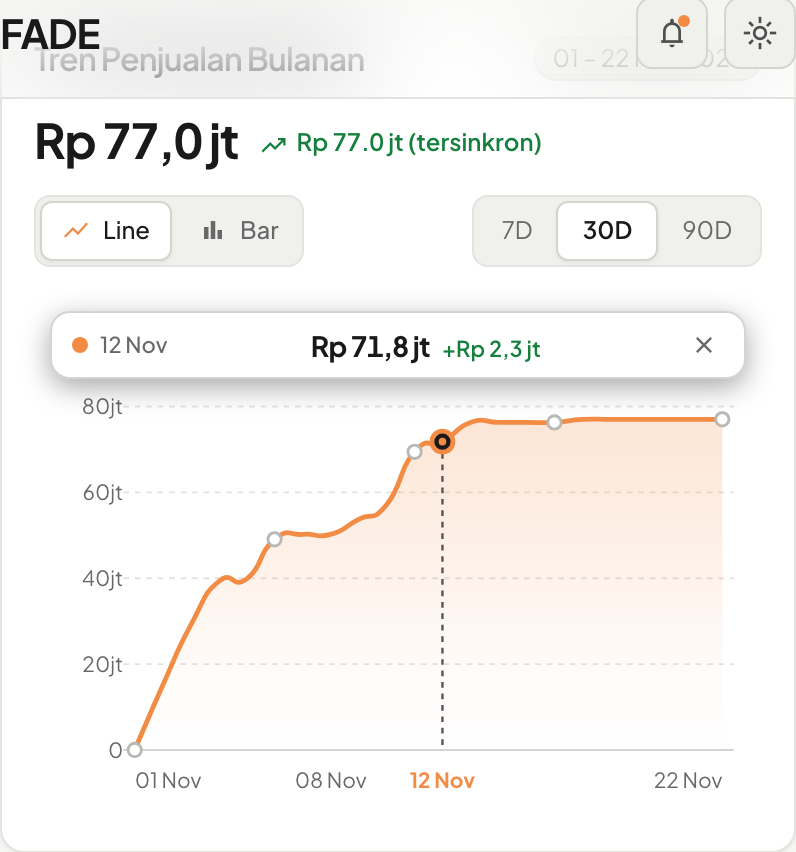 FADE
Tren Penjualan Bulanan
01 – 22
Rp 77,0 jt
Rp 77.0 jt (tersinkron)
Line
Bar
7D
30D
90D
12 Nov
Rp 71,8 jt
+Rp 2,3 jt
80jt
60jt
40jt
20jt
0
01 Nov
08 Nov
12 Nov
22 Nov